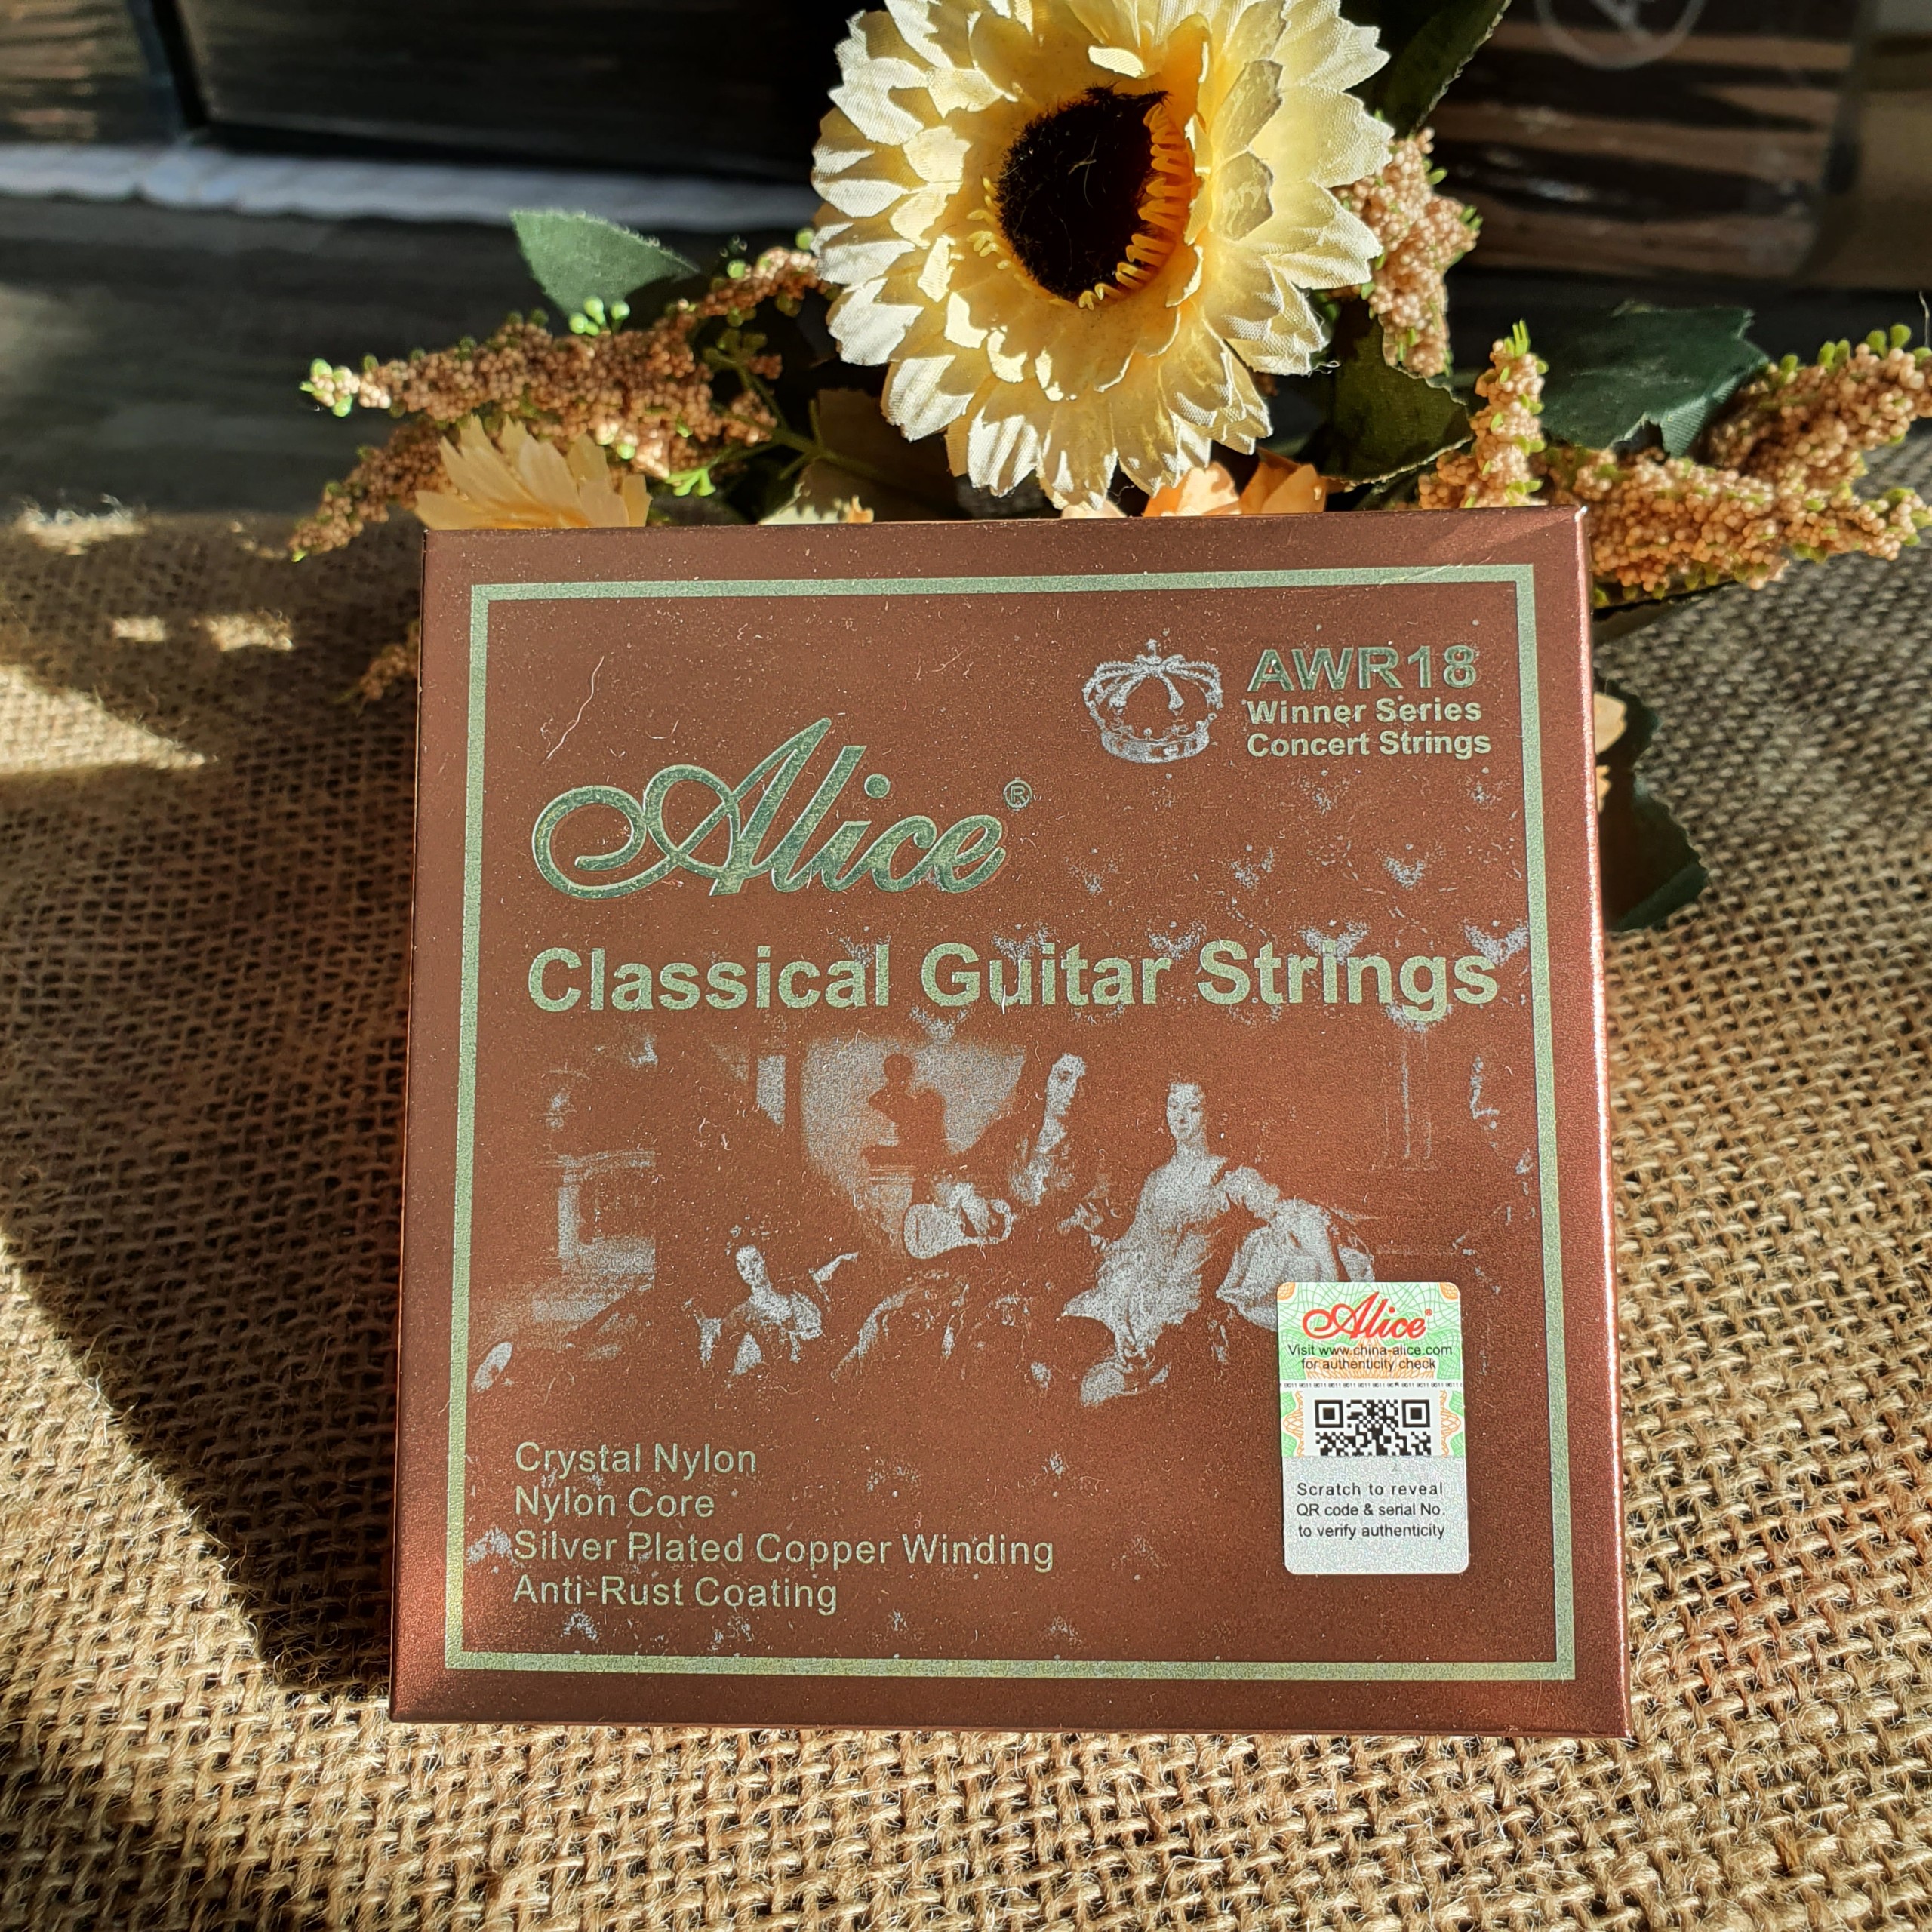 AWR18
Winner Series
Concert Strings
Alice®
Classical Guitar Strings
Crystal Nylon
Nylon Core
Silver Plated Copper Winding
Anti-Rust Coating
Alice®
Visit www.china-alice.com
for authenticity check
Scratch to reveal
QR code & serial No.
to verify authenticity